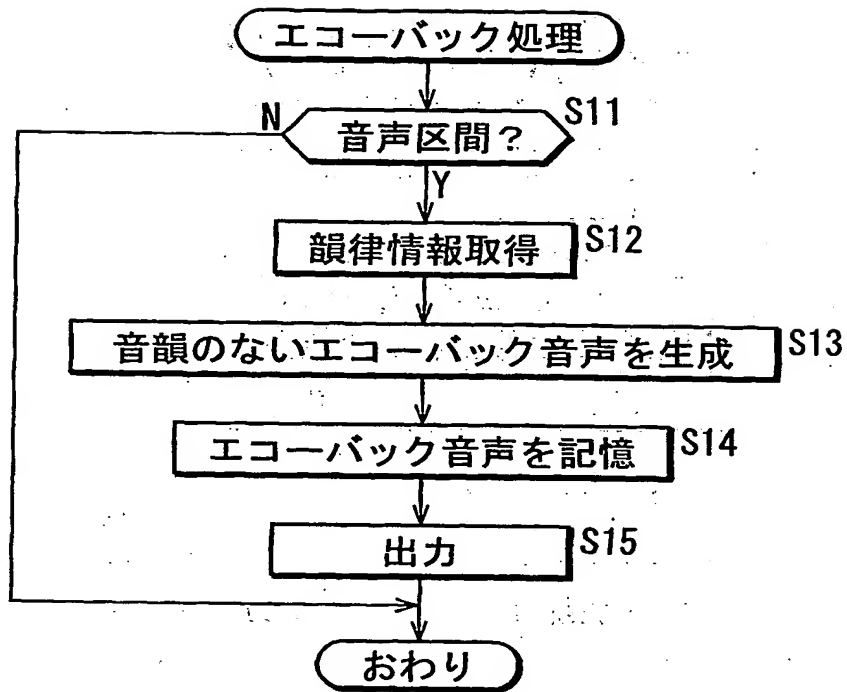 エコーバック処理
N
音声区間？
S11
Y
韻律情報取得
S12
音韻のないエコーバック音声を生成
S13
エコーバック音声を記憶
S14
出力
S15
おわり